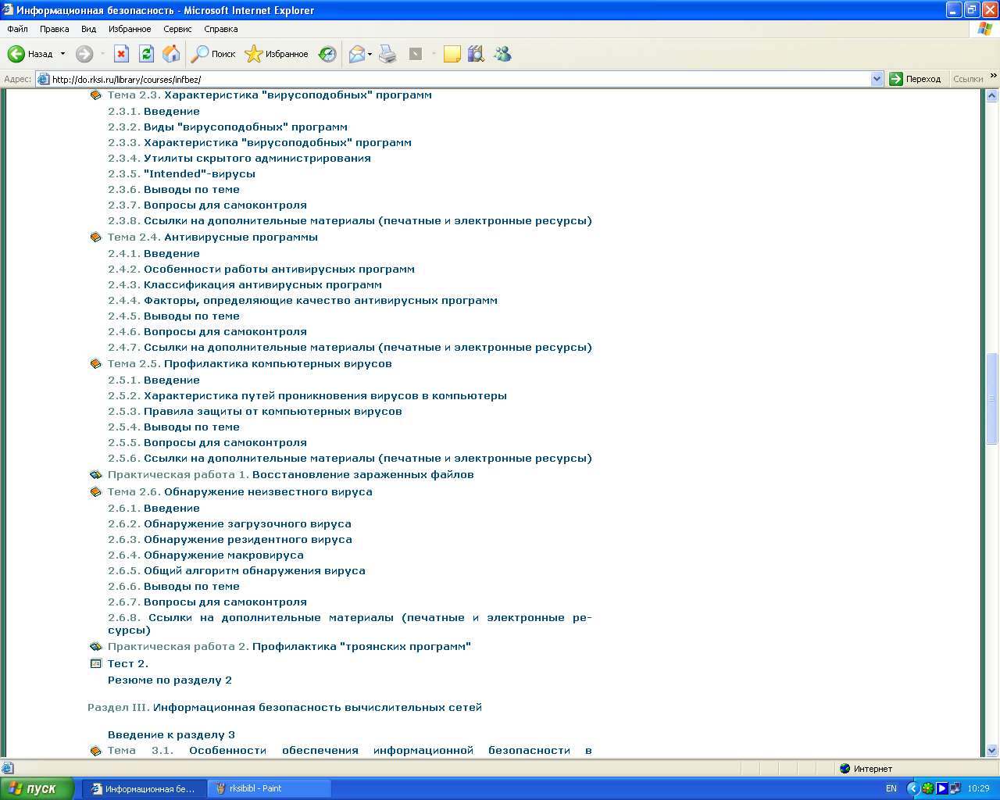 Информационная безопасность - Microsoft Internet Explorer
Файл Правка Вид Избранное Сервис Справка
Назад Поиск Избранное
Адрес: http://do.rksi.ru/library/courses/infbez/ Переход Ссылки »
Тема 2.3. Характеристика "вирусоподобных" программ
2.3.1. Введение
2.3.2. Виды "вирусоподобных" программ
2.3.3. Характеристика "вирусоподобных" программ
2.3.4. Утилиты скрытого администрирования
2.3.5. "Intended"-вирусы
2.3.6. Выводы по теме
2.3.7. Вопросы для самоконтроля
2.3.8. Ссылки на дополнительные материалы (печатные и электронные ресурсы)
Тема 2.4. Антивирусные программы
2.4.1. Введение
2.4.2. Особенности работы антивирусных программ
2.4.3. Классификация антивирусных программ
2.4.4. Факторы, определяющие качество антивирусных программ
2.4.5. Выводы по теме
2.4.6. Вопросы для самоконтроля
2.4.7. Ссылки на дополнительные материалы (печатные и электронные ресурсы)
Тема 2.5. Профилактика компьютерных вирусов
2.5.1. Введение
2.5.2. Характеристика путей проникновения вирусов в компьютеры
2.5.3. Правила защиты от компьютерных вирусов
2.5.4. Выводы по теме
2.5.5. Вопросы для самоконтроля
2.5.6. Ссылки на дополнительные материалы (печатные и электронные ресурсы)
Практическая работа 1. Восстановление зараженных файлов
Тема 2.6. Обнаружение неизвестного вируса
2.6.1. Введение
2.6.2. Обнаружение загрузочного вируса
2.6.3. Обнаружение резидентного вируса
2.6.4. Обнаружение макровируса
2.6.5. Общий алгоритм обнаружения вируса
2.6.6. Выводы по теме
2.6.7. Вопросы для самоконтроля
2.6.8. Ссылки на дополнительные материалы (печатные и электронные ре-
сурсы)
Практическая работа 2. Профилактика "троянских программ"
Тест 2.
Резюме по разделу 2
Раздел III. Информационная безопасность вычислительных сетей
Введение к разделу 3
Тема 3.1. Особенности обеспечения информационной безопасности в
Интернет
пуск Информационная бе... rksibibl - Paint EN 10:29